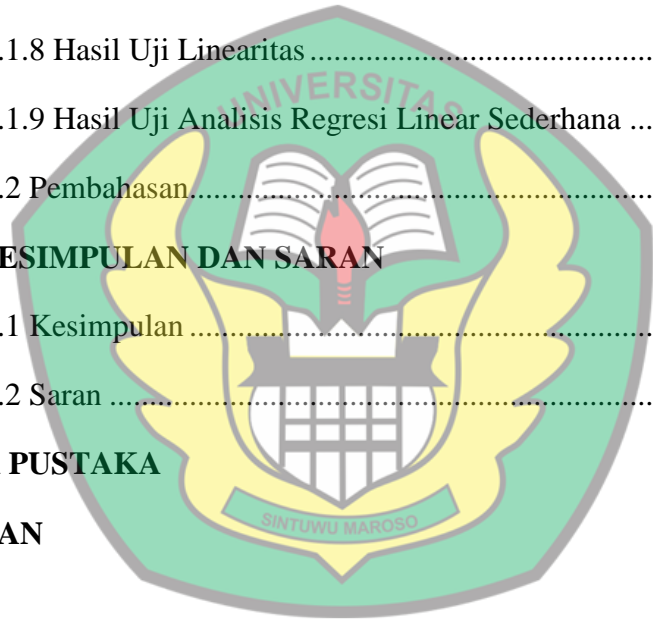 .1.8 Hasil Uji Linearitas ............................................
UNIVERSITAS
.1.9 Hasil Uji Analisis Regresi Linear Sederhana ...
.2 Pembahasan............................................................
ESIMPULAN DAN SARAN
.1 Kesimpulan ............................................................
.2 Saran ......................................................................
PUSTAKA
SINTUWU MAROSO
AN